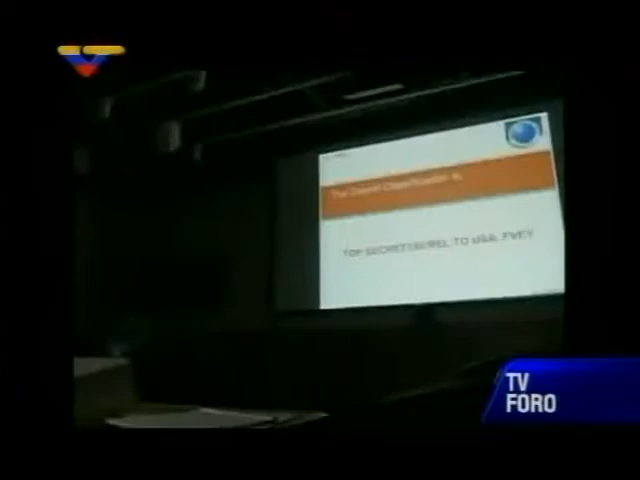 The Overall Classification is
TOP SECRET//SI//REL TO USA, FVEY
TV
FORO